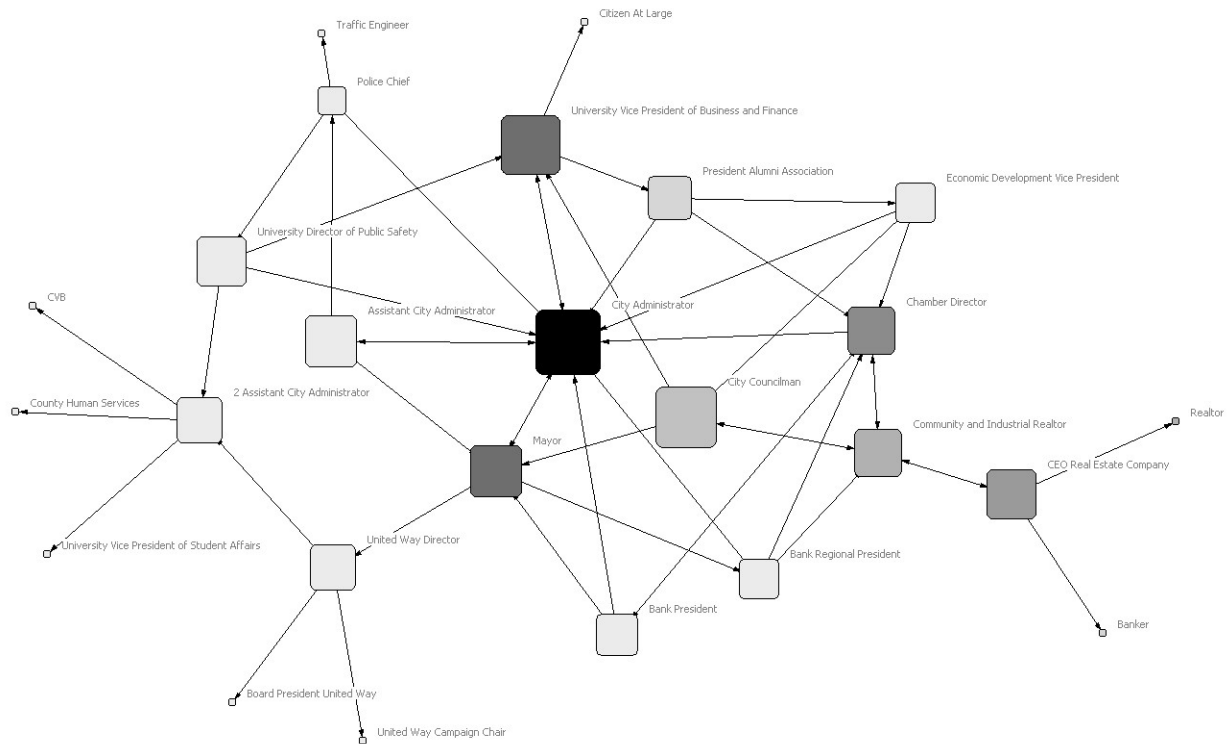 Citizen At Large
Traffic Engineer
Police Chief
University Vice President of Business and Finance
President Alumni Association
Economic Development Vice President
University Director of Public Safety
CVB
Assistant City Administrator
City Administrator
Chamber Director
2 Assistant City Administrator
City Councilman
County Human Services
Mayor
Community and Industrial Realtor
Realtor
CEO Real Estate Company
University Vice President of Student Affairs
United Way Director
Bank Regional President
Bank President
Banker
Board President United Way
United Way Campaign Chair